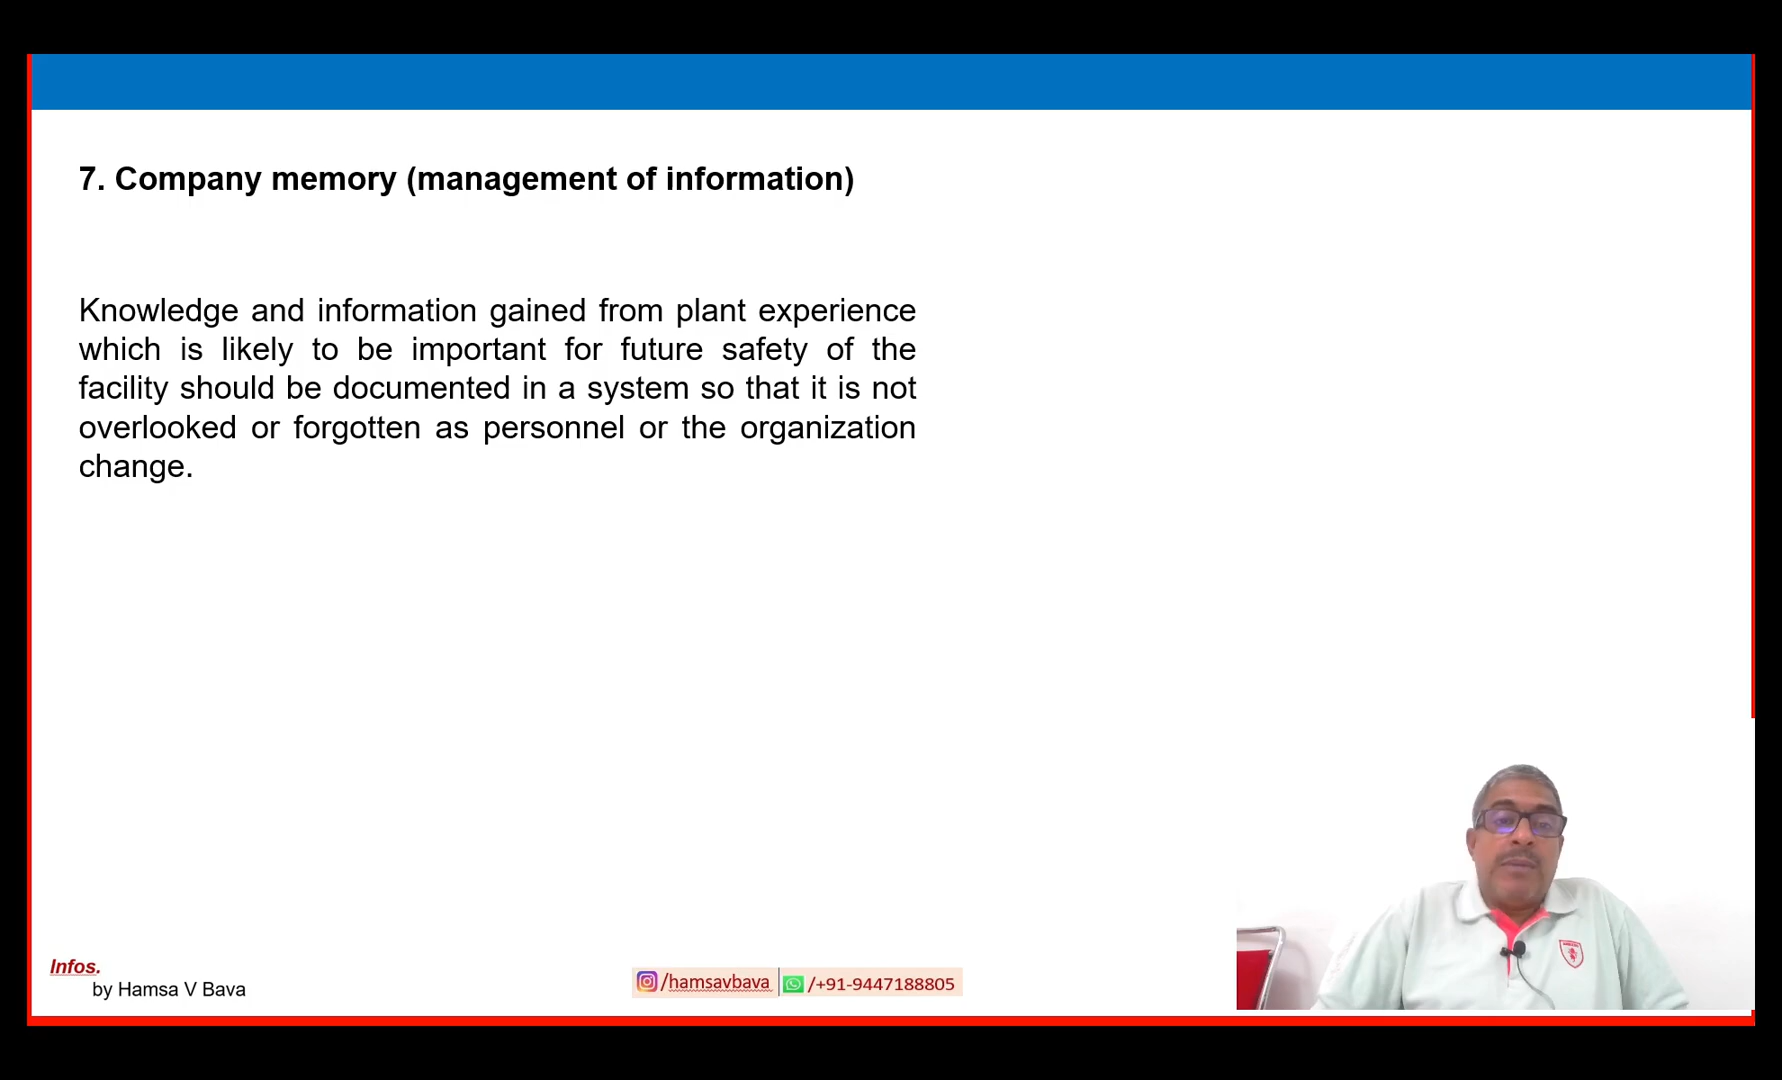 7. Company memory (management of information)
Knowledge and information gained from plant experience
which is likely to be important for future safety of the
facility should be documented in a system so that it is not
overlooked or forgotten as personnel or the organization
change.
Infos.
by Hamsa V Bava
/hamsavbava /+91-9447188805